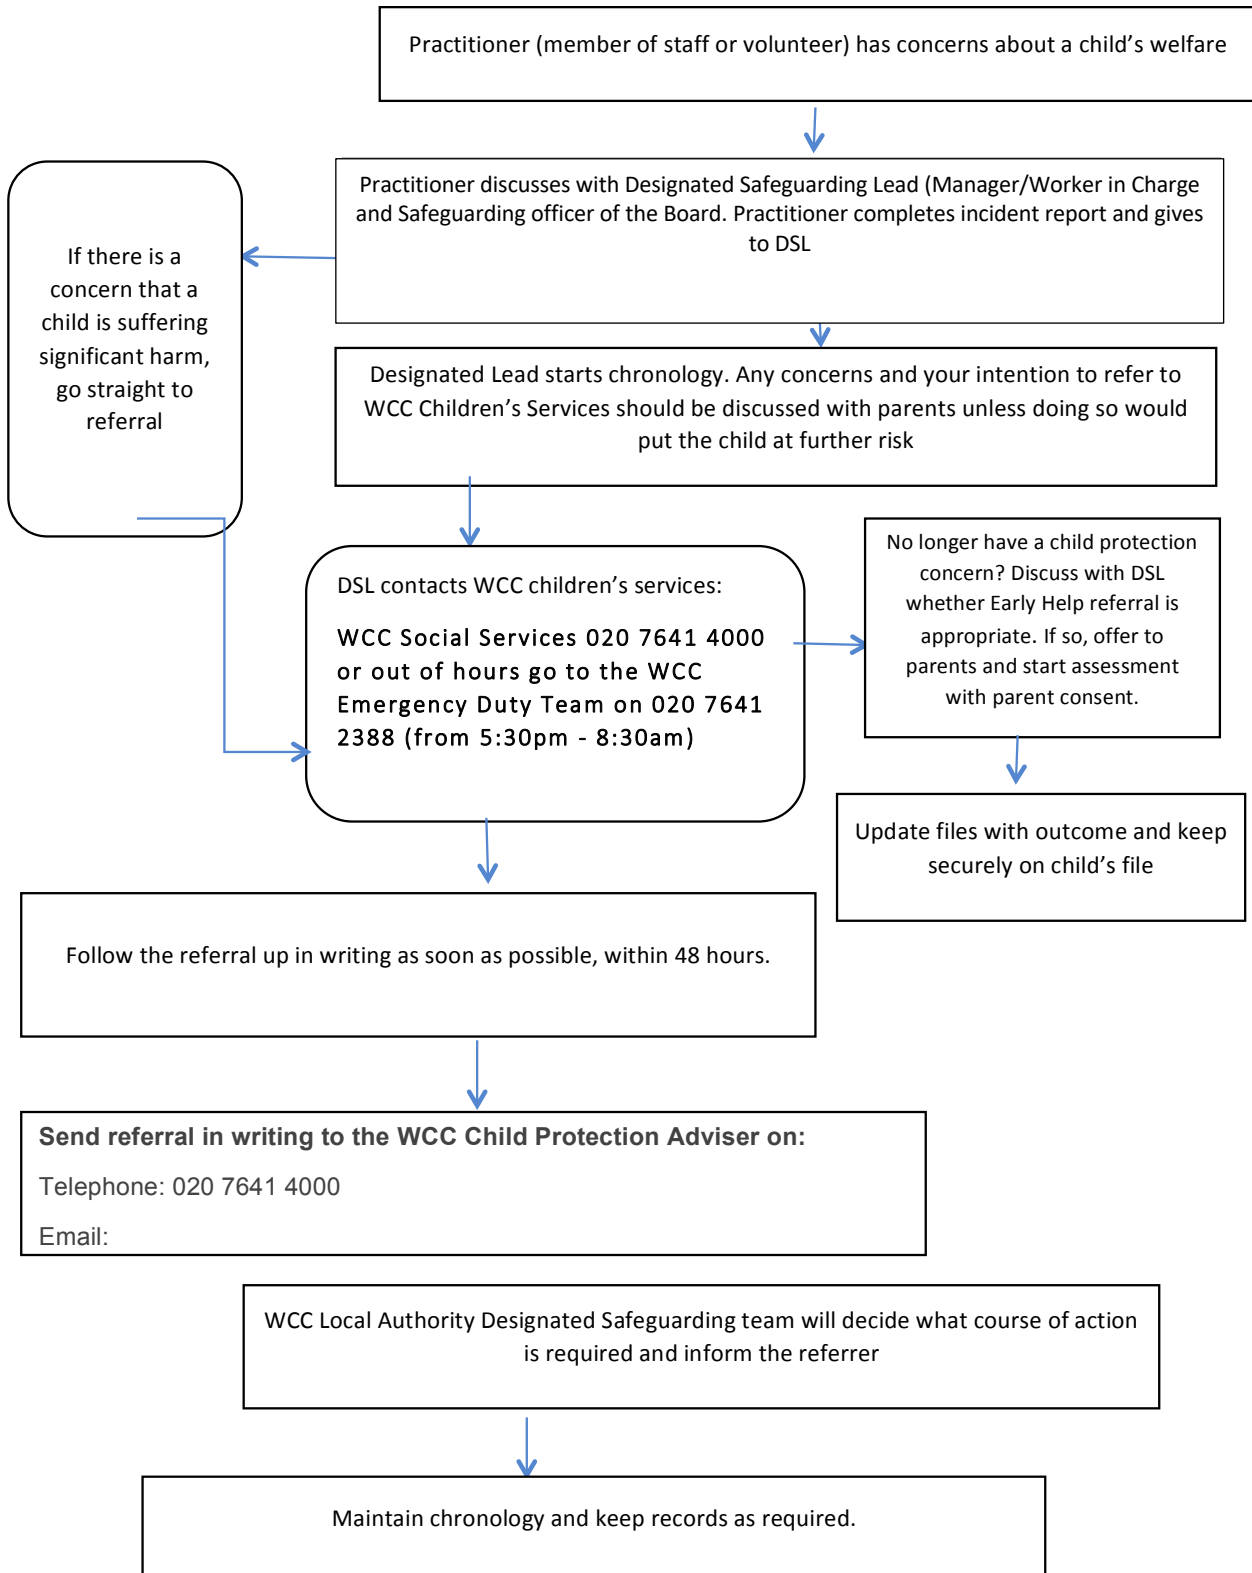 Practitioner (member of staff or volunteer) has concerns about a child’s welfare
Practitioner discusses with Designated Safeguarding Lead (Manager/Worker in Charge
and Safeguarding officer of the Board. Practitioner completes incident report and gives
to DSL
If there is a
concern that a
child is suffering
significant harm,
go straight to
referral
Designated Lead starts chronology. Any concerns and your intention to refer to
WCC Children’s Services should be discussed with parents unless doing so would
put the child at further risk
DSL contacts WCC children’s services:
WCC Social Services 020 7641 4000
or out of hours go to the WCC
Emergency Duty Team on 020 7641
2388 (from 5:30pm - 8:30am)
No longer have a child protection
concern? Discuss with DSL
whether Early Help referral is
appropriate. If so, offer to
parents and start assessment
with parent consent.
Update files with outcome and keep
securely on child’s file
Follow the referral up in writing as soon as possible, within 48 hours.
Send referral in writing to the WCC Child Protection Adviser on:
Telephone: 020 7641 4000
Email:
WCC Local Authority Designated Safeguarding team will decide what course of action
is required and inform the referrer
Maintain chronology and keep records as required.